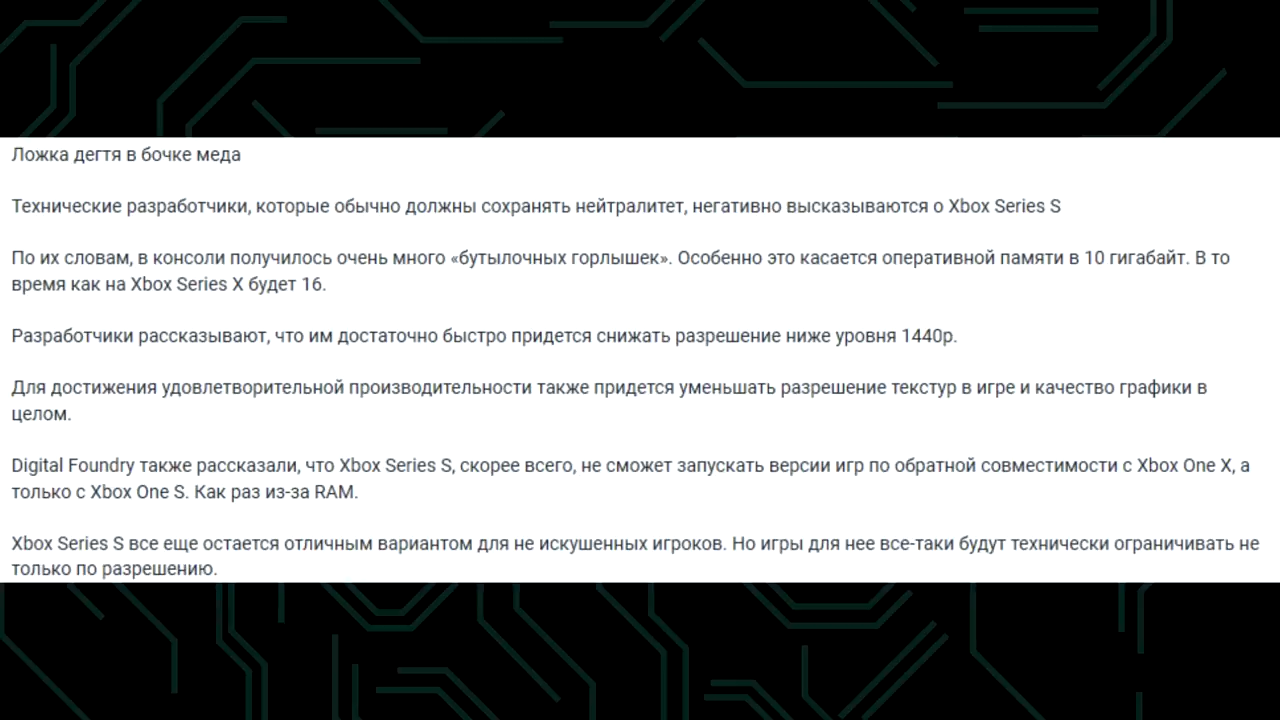 Ложка дегтя в бочке меда
Технические разработчики, которые обычно должны сохранять нейтралитет, негативно высказываются о Xbox Series S
По их словам, в консоли получилось очень много «бутылочных горлышек». Особенно это касается оперативной памяти в 10 гигабайт. В то
время как на Xbox Series X будет 16.
Разработчики рассказывают, что им достаточно быстро придется снижать разрешение ниже уровня 1440p.
Для достижения удовлетворительной производительности также придется уменьшать разрешение текстур в игре и качество графики в
целом.
Digital Foundry также рассказали, что Xbox Series S, скорее всего, не сможет запускать версии игр по обратной совместимости с Xbox One X, а
только с Xbox One S. Как раз из-за RAM.
Xbox Series S все еще остается отличным вариантом для не искушенных игроков. Но игры для нее все-таки будут технически ограничивать не
только по разрешению.